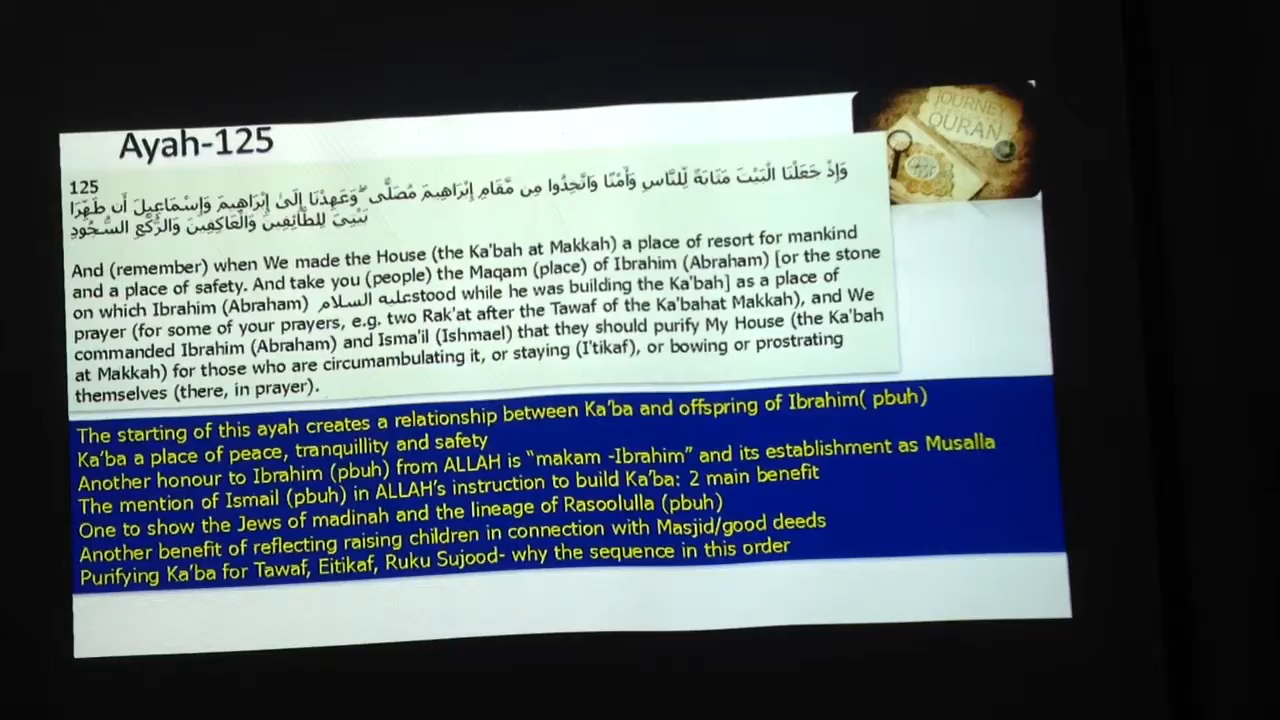 Ayah-125
JOURNEY
QURAN
125
وَإِذْ جَعَلْنَا الْبَيْتَ مَثَابَةً لِّلنَّاسِ وَأَمْنًا وَاتَّخِذُوا مِن مَّقَامِ إِبْرَاهِيمَ مُصَلًّى ۖ وَعَهِدْنَا إِلَىٰ إِبْرَاهِيمَ وَإِسْمَاعِيلَ أَن طَهِّرَا
بَيْتِيَ لِلطَّائِفِينَ وَالْعَاكِفِينَ وَالرُّكَّعِ السُّجُودِ
And (remember) when We made the House (the Ka'bah at Makkah) a place of resort for mankind
and a place of safety. And take you (people) the Maqam (place) of Ibrahim (Abraham) [or the stone
on which Ibrahim (Abraham) عليه السلام stood while he was building the Ka'bah] as a place of
prayer (for some of your prayers, e.g. two Rak'at after the Tawaf of the Ka'bahat Makkah), and We
commanded Ibrahim (Abraham) and Isma'il (Ishmael) that they should purify My House (the Ka'bah
at Makkah) for those who are circumambulating it, or staying (I'tikaf), or bowing or prostrating
themselves (there, in prayer).
The starting of this ayah creates a relationship between Ka’ba and offspring of Ibrahim( pbuh)
Ka’ba a place of peace, tranquillity and safety
Another honour to Ibrahim (pbuh) from ALLAH is “makam -Ibrahim” and its establishment as Musalla
The mention of Ismail (pbuh) in ALLAH’s instruction to build Ka’ba: 2 main benefit
One to show the Jews of madinah and the lineage of Rasoolulla (pbuh)
Another benefit of reflecting raising children in connection with Masjid/good deeds
Purifying Ka’ba for Tawaf, Eitikaf, Ruku Sujood- why the sequence in this order